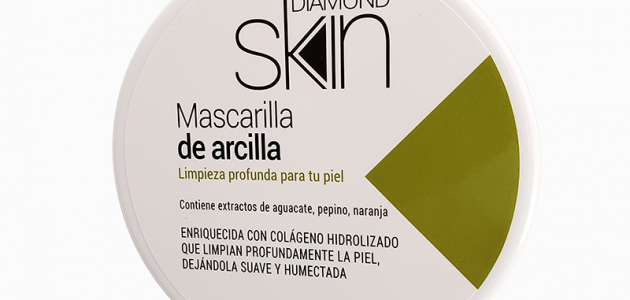 DIAMOND
skin
Mascarilla
de arcilla
Limpieza profunda para tu piel
Contiene extractos de aguacate, pepino, naranja
ENRIQUECIDA CON COLÁGENO HIDROLIZADO
QUE LIMPIAN PROFUNDAMENTE LA PIEL,
DEJÁNDOLA SUAVE Y HUMECTADA